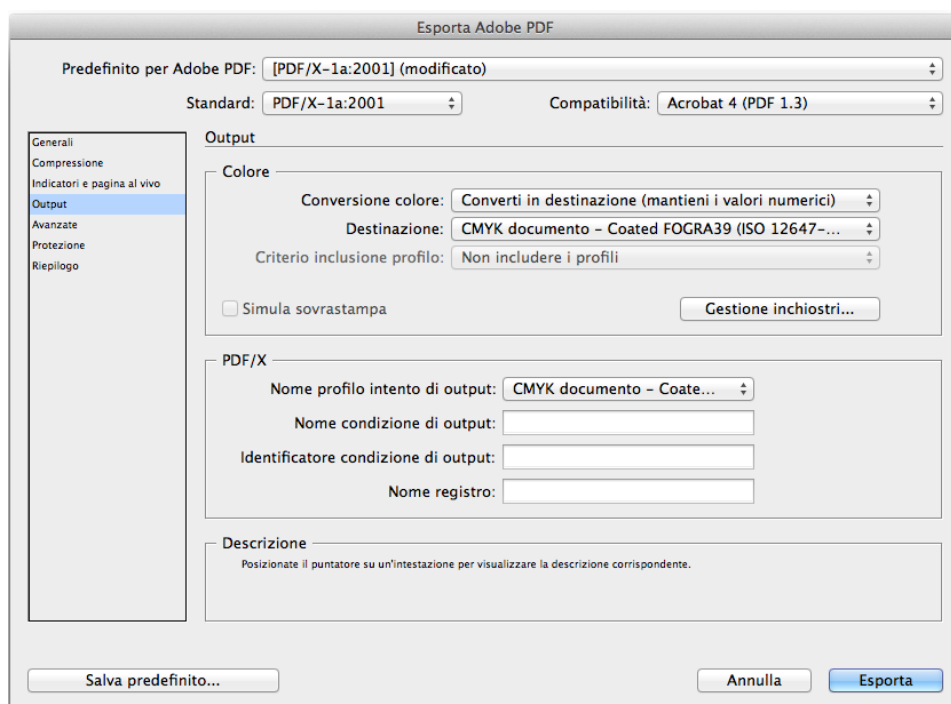 Esporta Adobe PDF
Predefinito per Adobe PDF: [PDF/X-1a:2001] (modificato)
Standard: PDF/X-1a:2001 Compatibilità: Acrobat 4 (PDF 1.3)
Generali
Compressione
Indicatori e pagina al vivo
Output
Avanzate
Protezione
Riepilogo
Output
Colore
Conversione colore: Converti in destinazione (mantieni i valori numerici)
Destinazione: CMYK documento - Coated FOGRA39 (ISO 12647-...
Criterio inclusione profilo: Non includere i profili
Simula sovrastampa Gestione inchiostri...
PDF/X
Nome profilo intento di output: CMYK documento - Coate...
Nome condizione di output:
Identificatore condizione di output:
Nome registro:
Descrizione
Posizionate il puntatore su un'intestazione per visualizzare la descrizione corrispondente.
Salva predefinito... Annulla Esporta